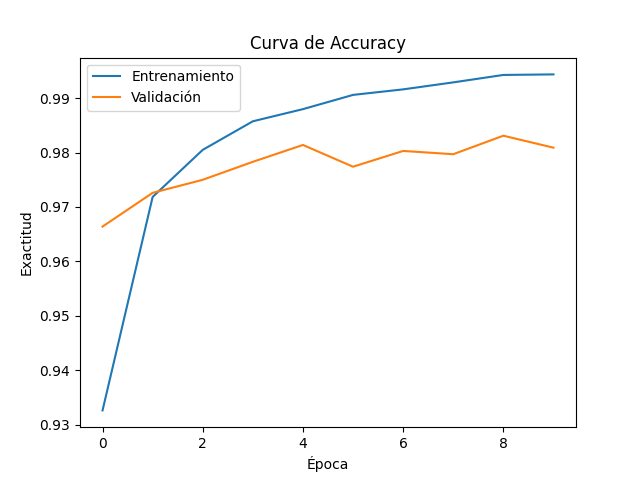 Curva de Accuracy
Entrenamiento
Validación
0.99
0.98
0.97
0.96
0.95
0.94
0.93
Exactitud
0
2
4
6
8
Época